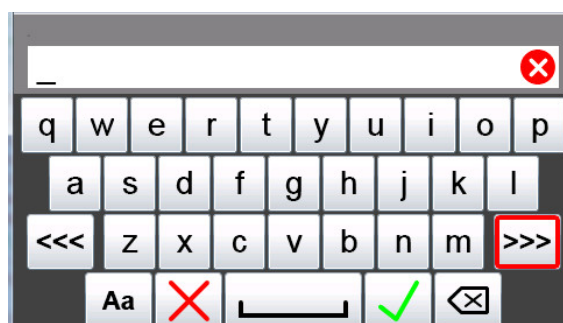 _
q w e r t y u i o p
a s d f g h j k l
<<< z x c v b n m >>>
Aa